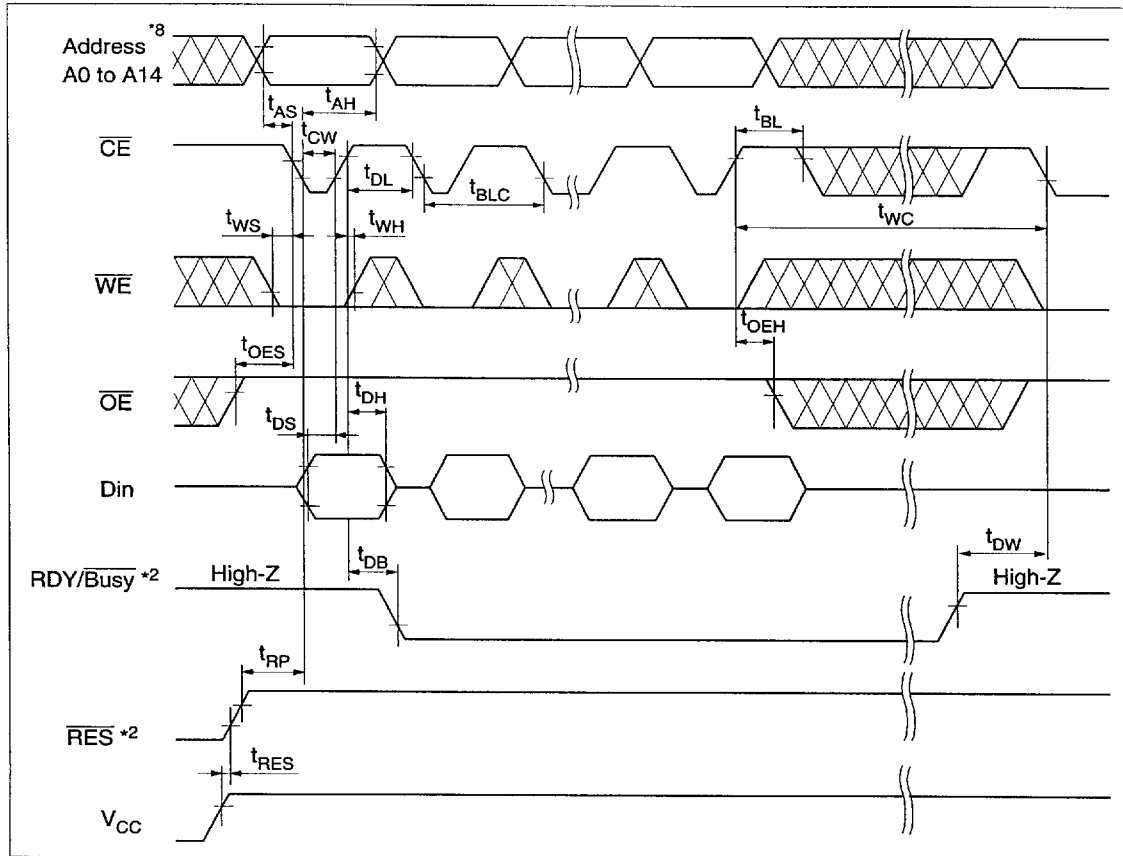 Address *8
A0 to A14
tAS
tAH
tCW
tBL
CE
tDL
tBLC
tWS
tWH
tWC
WE
tOEH
tOES
OE
tDH
tDS
Din
tDB
tDW
RDY/Busy *2
High-Z
High-Z
tRP
RES *2
tRES
VCC